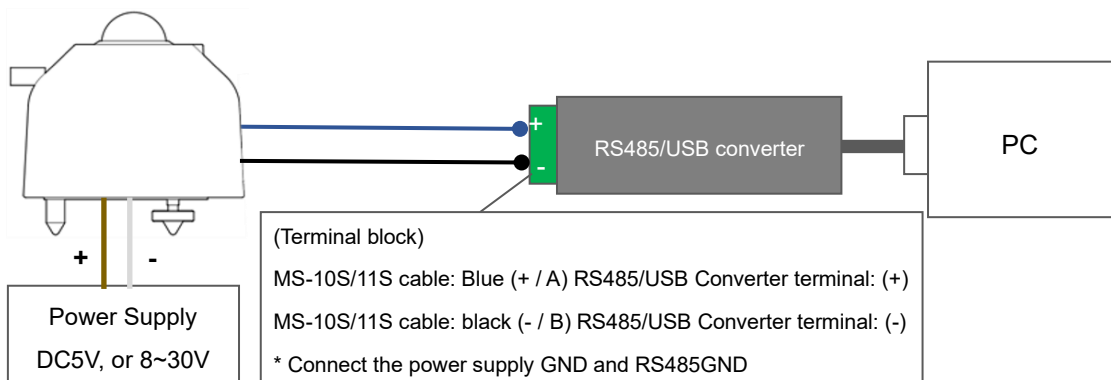 +
-
RS485/USB converter
PC
(Terminal block)
MS-10S/11S cable: Blue (+ / A) RS485/USB Converter terminal: (+)
MS-10S/11S cable: black (- / B) RS485/USB Converter terminal: (-)
* Connect the power supply GND and RS485GND
+ -
Power Supply
DC5V, or 8~30V